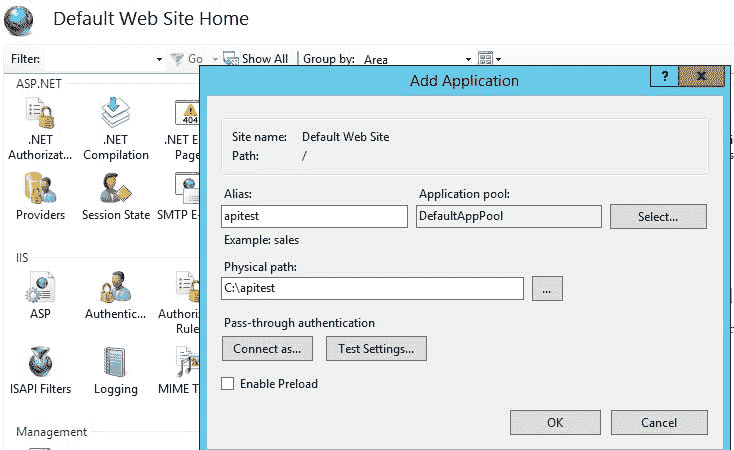 Default Web Site Home
Filter: Go Show All Group by: Area
ASP.NET
.NET Authorizat...
.NET Compilation
404
.NET E
Page
Providers
Session State
SMTP E-
IIS
ASP
Authentic...
Authoriz
Rule
ISAPI Filters
Logging
MIME T
Management
Add Application
?
X
Site name: Default Web Site
Path: /
Alias:
Application pool:
apitest
DefaultAppPool
Select...
Example: sales
Physical path:
C:\apitest
...
Pass-through authentication
Connect as...
Test Settings...
Enable Preload
OK
Cancel